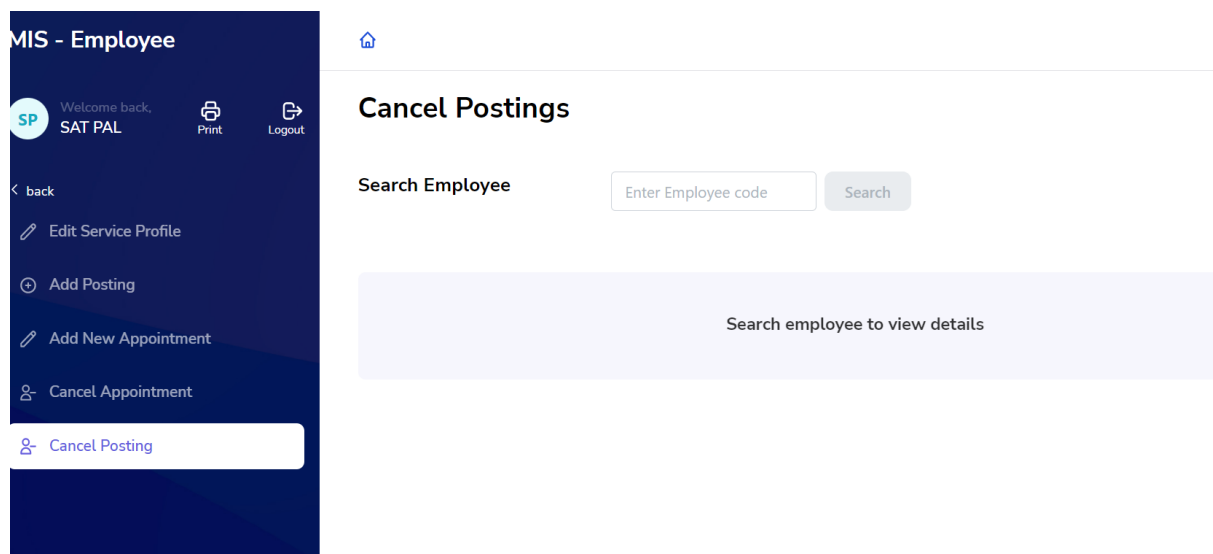 MIS - Employee
SP
Welcome back,
SAT PAL
Print
Logout
back
Edit Service Profile
Add Posting
Add New Appointment
Cancel Appointment
Cancel Posting
Cancel Postings
Search Employee
Enter Employee code
Search
Search employee to view details